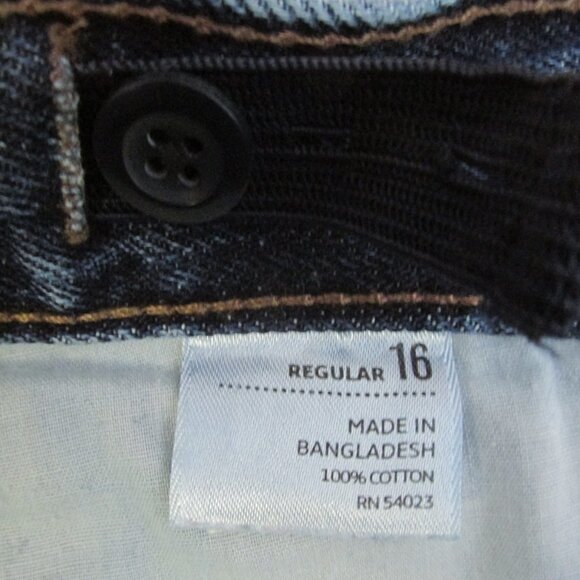 REGULAR 16
MADE IN
BANGLADESH
100% COTTON
RN 54023